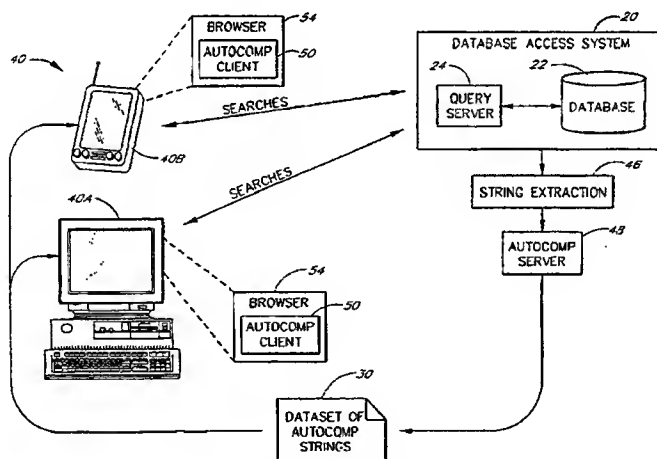 54
BROWSER
50
AUTOCOMP
CLIENT
40
40B
SEARCHES
SEARCHES
20
DATABASE ACCESS SYSTEM
24
22
QUERY
SERVER
DATABASE
46
STRING EXTRACTION
48
AUTOCOMP
SERVER
40A
54
BROWSER
50
AUTOCOMP
CLIENT
30
DATASET OF
AUTOCOMP
STRINGS